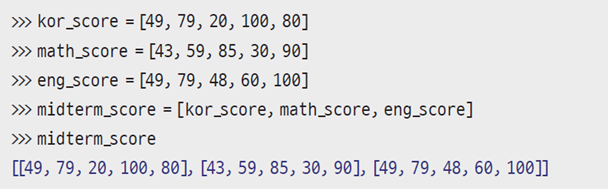 >>> kor_score = [49, 79, 20, 100, 80]
>>> math_score = [43, 59, 85, 30, 90]
>>> eng_score = [49, 79, 48, 60, 100]
>>> midterm_score = [kor_score, math_score, eng_score]
>>> midterm_score
[[49, 79, 20, 100, 80], [43, 59, 85, 30, 90], [49, 79, 48, 60, 100]]